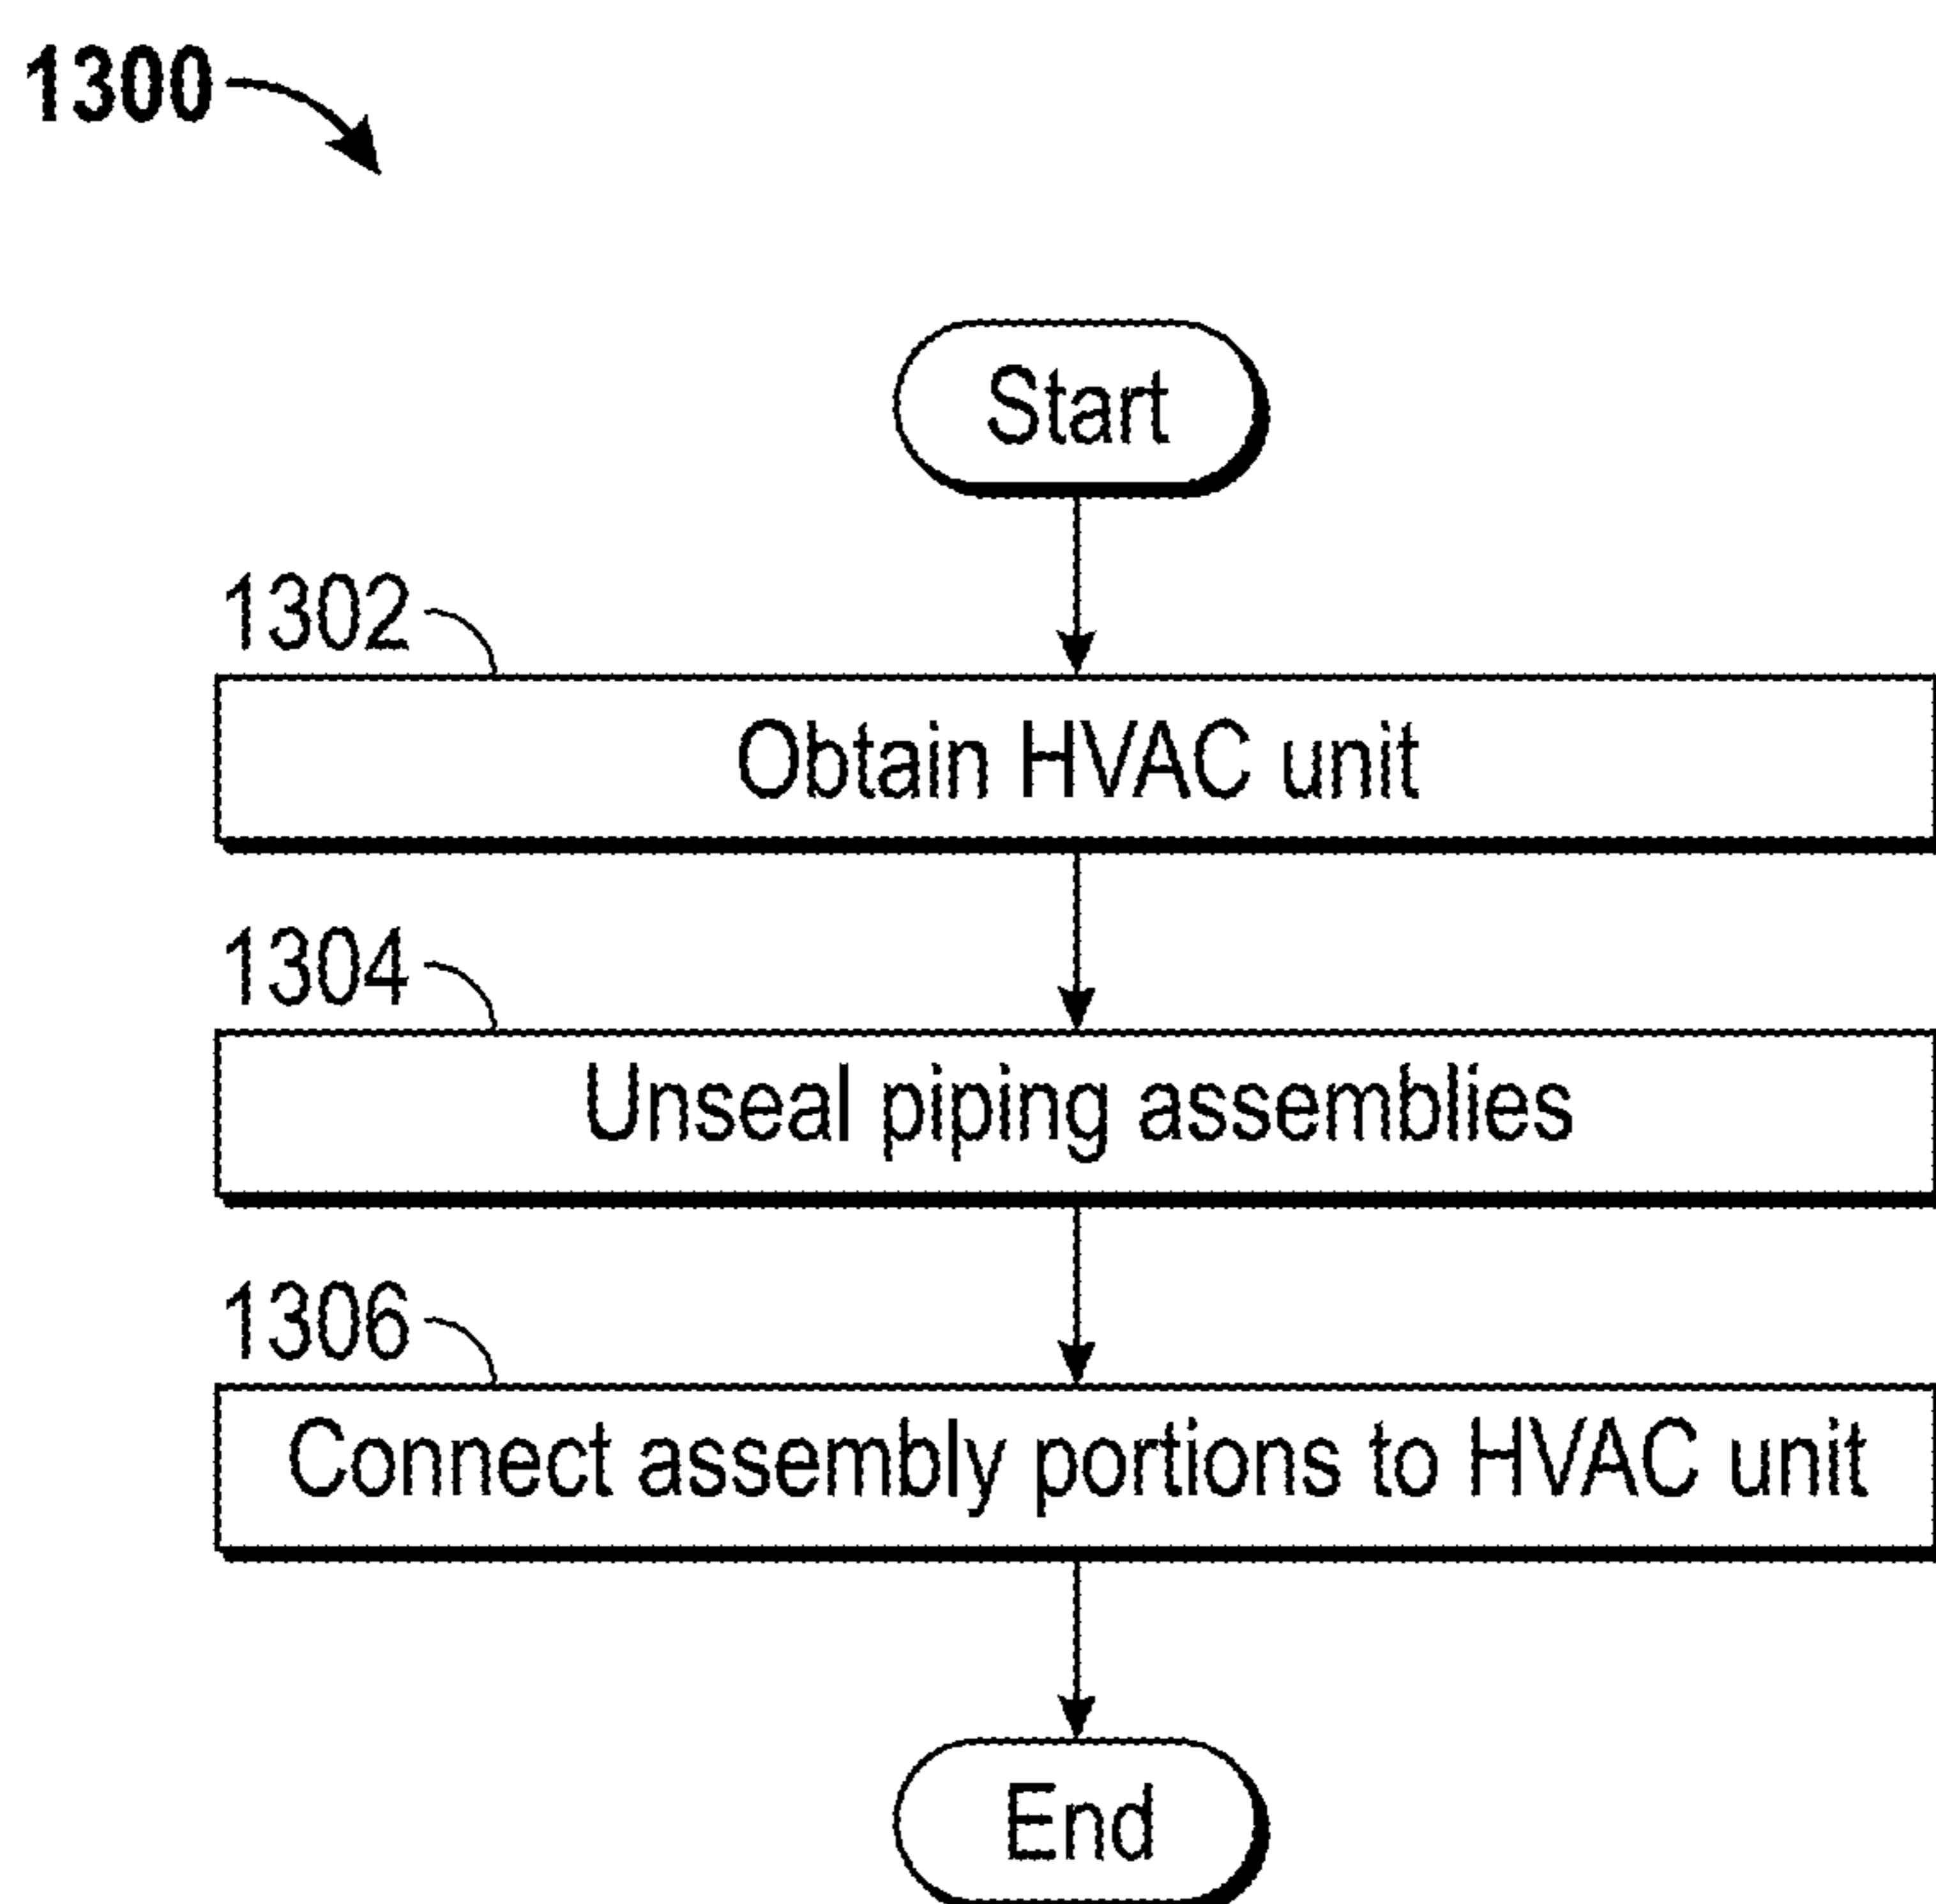 1300
Start
1302
Obtain HVAC unit
1304
Unseal piping assemblies
1306
Connect assembly portions to HVAC unit
End